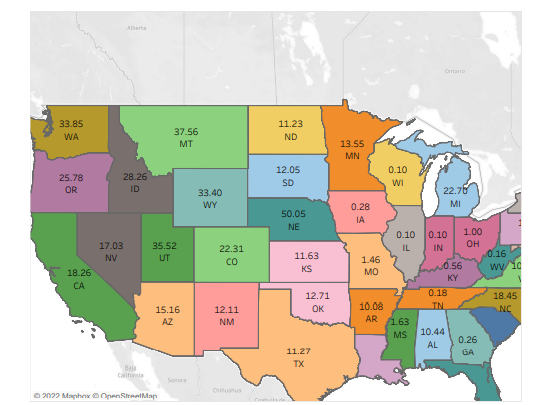 Alberta
Ontario
33.85
WA
37.56
MT
11.23
ND
13.55
MN
25.78
OR
28.26
ID
12.05
SD
0.10
WI
22.70
MI
33.40
WY
50.05
NE
0.28
IA
17.03
NV
35.52
UT
22.31
CO
11.63
KS
1.46
MO
0.10
IL
0.10
IN
1.00
OH
0.16
WV
18.26
CA
0.56
KY
15.16
AZ
12.11
NM
12.71
OK
10.08
AR
0.18
TN
18.45
NC
11.27
TX
1.63
MS
10.44
AL
0.26
GA
Baja
California
Sonora
Chihuahua
Coahuila de
© 2022 Mapbox © OpenStreetMap